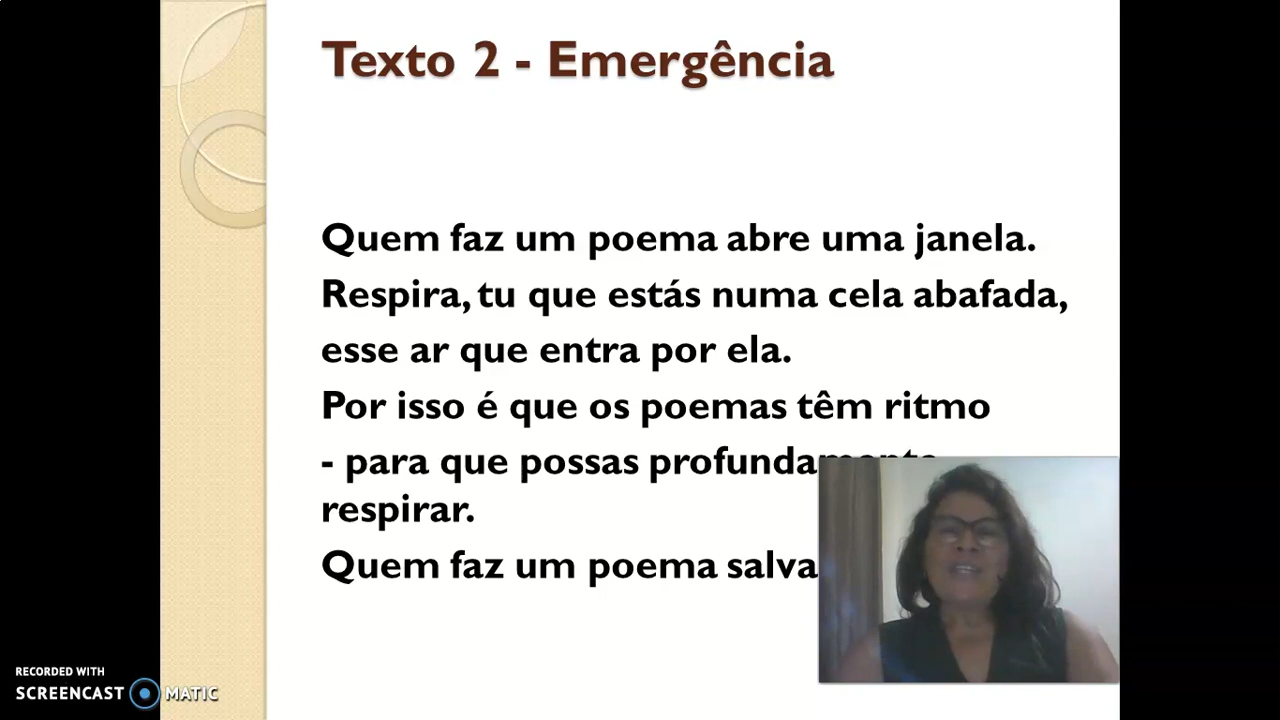 Texto 2 - Emergência
Quem faz um poema abre uma janela.
Respira, tu que estás numa cela abafada,
esse ar que entra por ela.
Por isso é que os poemas têm ritmo
- para que possas profundamente
respirar.
Quem faz um poema salva
RECORDED WITH
SCREENCAST MATIC